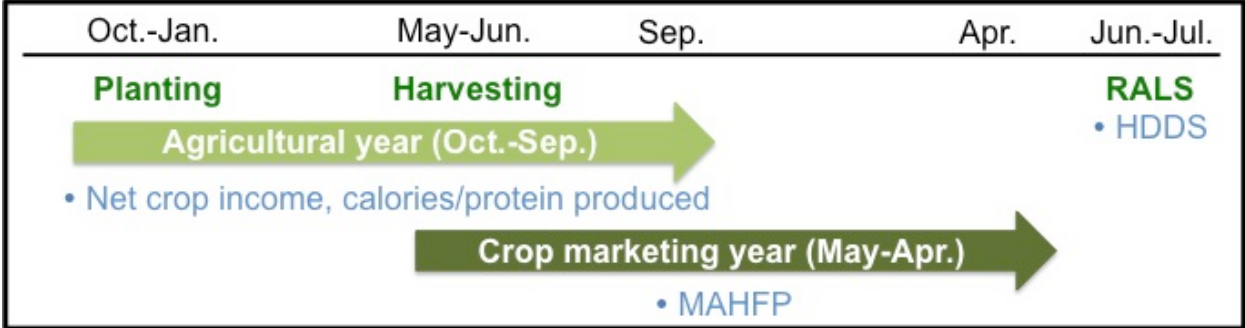 Oct.-Jan. May-Jun. Sep. Apr. Jun.-Jul.
Planting Harvesting RALS
Agricultural year (Oct.-Sep.) • HDDS
• Net crop income, calories/protein produced
Crop marketing year (May-Apr.)
• MAHFP